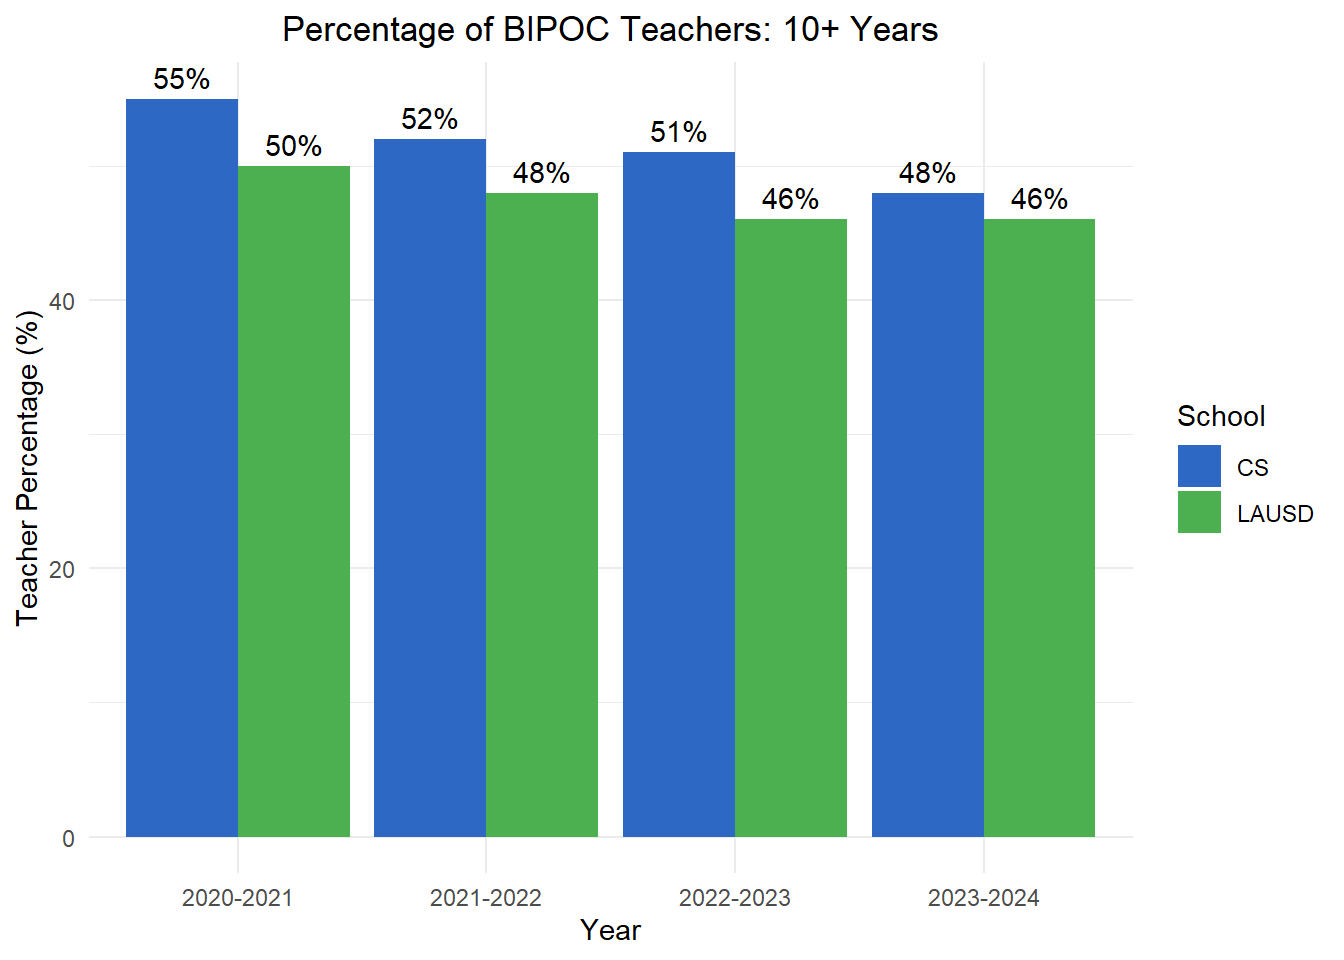 Percentage of BIPOC Teachers: 10+ Years
55%
50%
52%
48%
51%
46%
48%
46%
Teacher Percentage (%)
40
20
0
2020-2021
2021-2022
2022-2023
2023-2024
Year
School
CS
LAUSD